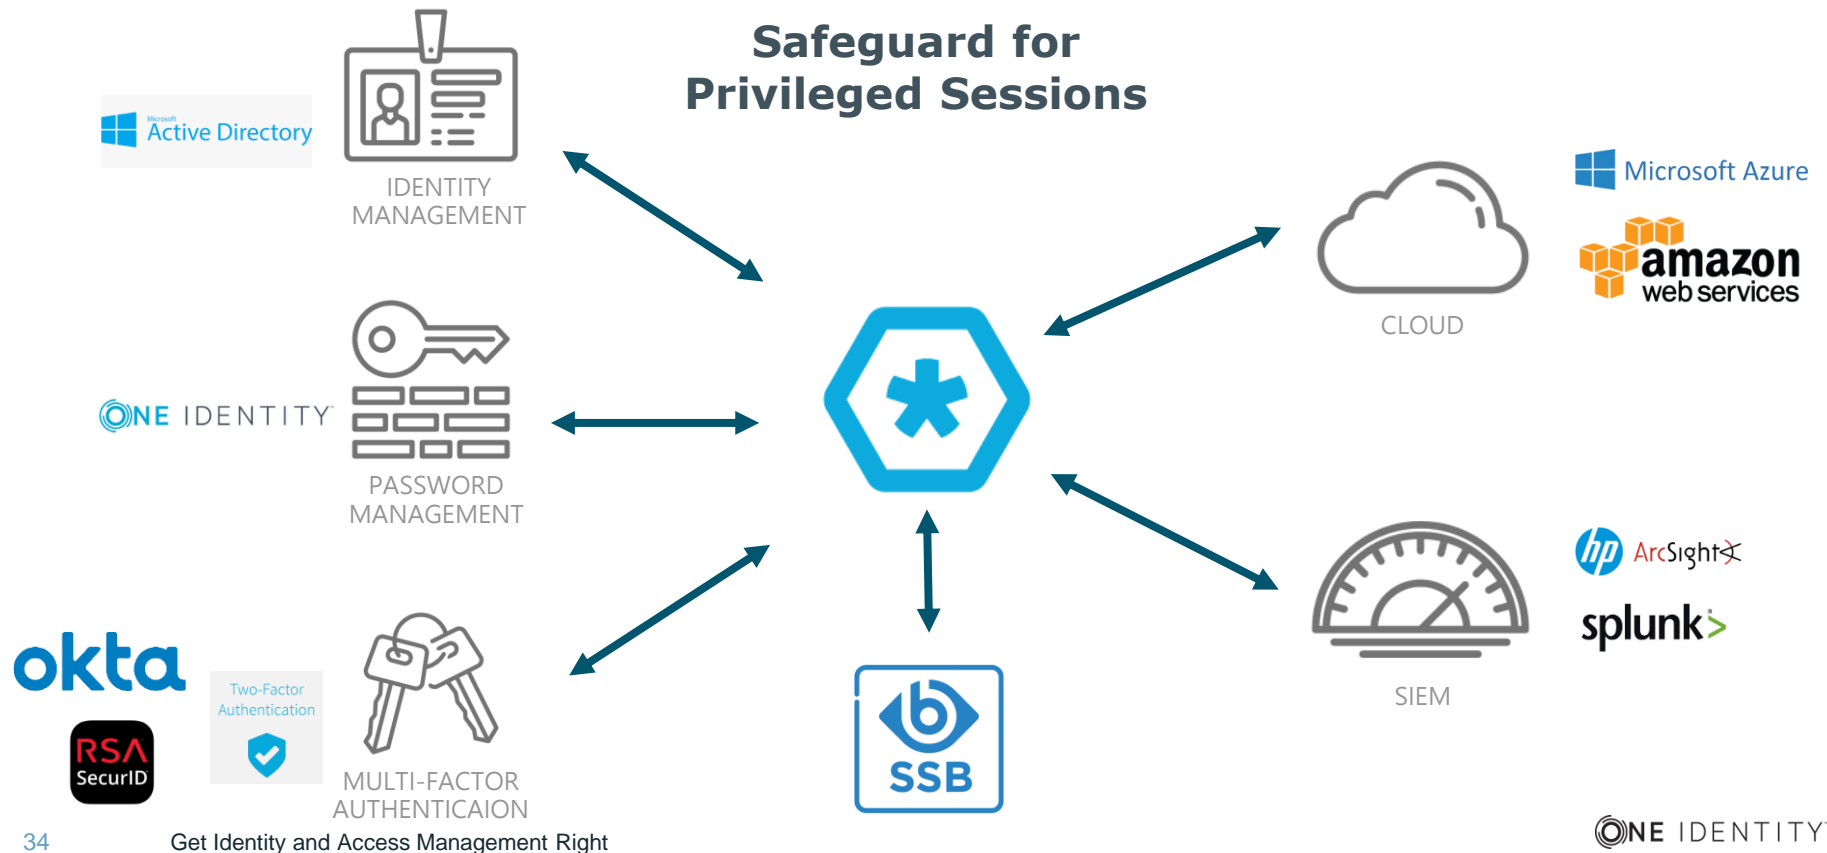 Safeguard for
Privileged Sessions
Microsoft
Active Directory
IDENTITY
MANAGEMENT
Microsoft Azure
amazon
web services
CLOUD
ONE IDENTITY
PASSWORD
MANAGEMENT
hp ArcSight
splunk>
SIEM
okta
Two-Factor
Authentication
RSA
SecurID
MULTI-FACTOR
AUTHENTICAION
b
SSB
34
Get Identity and Access Management Right
ONE IDENTITY